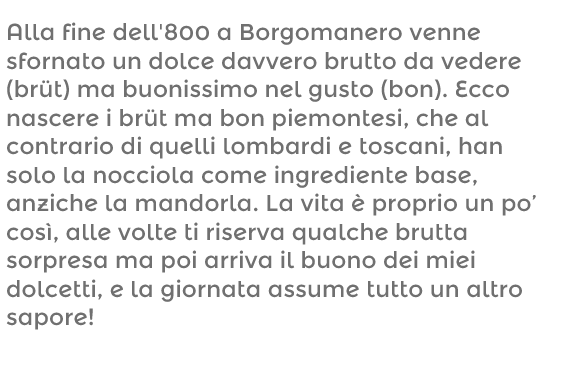 Alla fine dell'800 a Borgomanero venne
sfornato un dolce davvero brutto da vedere
(brüt) ma buonissimo nel gusto (bon). Ecco
nascere i brüt ma bon piemontesi, che al
contrario di quelli lombardi e toscani, han
solo la nocciola come ingrediente base,
anziche la mandorla. La vita è proprio un po’
così, alle volte ti riserva qualche brutta
sorpresa ma poi arriva il buono dei miei
dolcetti, e la giornata assume tutto un altro
sapore!